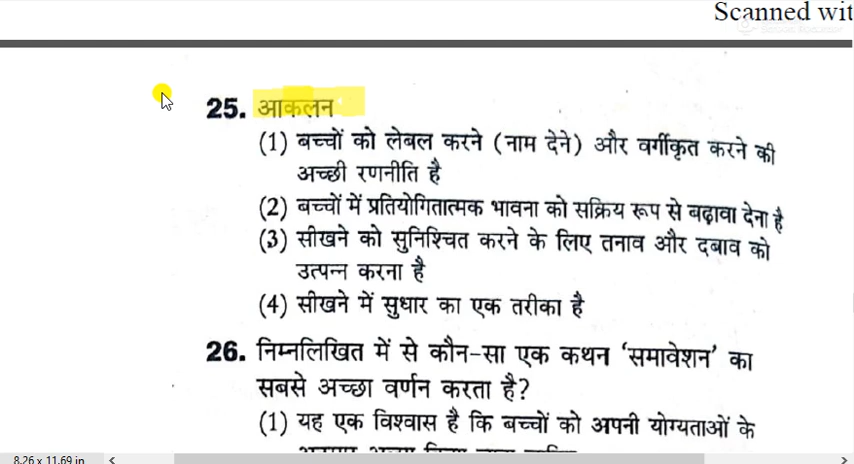 Scanned wit
25. आकलन
(1) बच्चों को लेबल करने (नाम देने) और वर्गीकृत करने की
अच्छी रणनीति है
(2) बच्चों में प्रतियोगितात्मक भावना को सक्रिय रूप से बढ़ावा देना है
(3) सीखने को सुनिश्चित करने के लिए तनाव और दबाव को
उत्पन्न करना है
(4) सीखने में सुधार का एक तरीका है
26. निम्नलिखित में से कौन-सा एक कथन ‘समावेशन’ का
सबसे अच्छा वर्णन करता है?
(1) यह एक विश्वास है कि बच्चों को अपनी योग्यताओं के
8.26 x 11.69 in